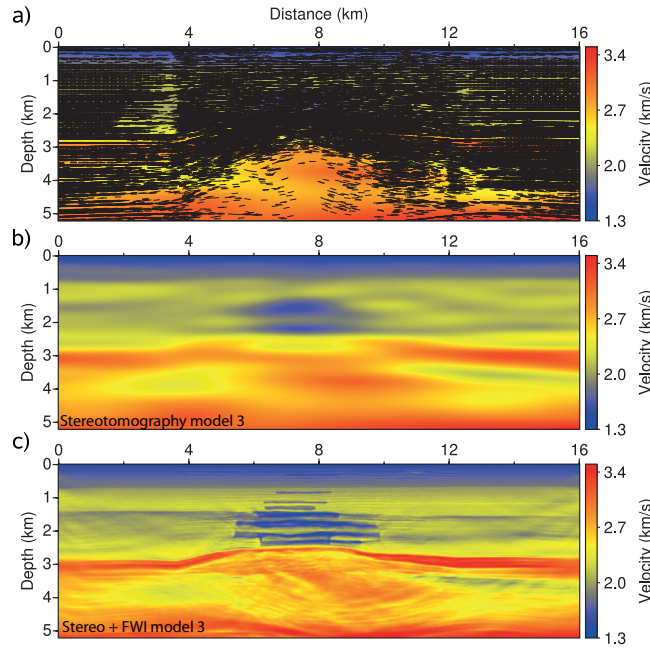 Distance (km)
a)
0 4 8 12 16
0
1
2
3
4
5
Depth (km)
3.4
2.7
2.0
1.3
Velocity (km/s)
b)
0 4 8 12 16
0
1
2
3
4
5
Depth (km)
Stereotomography model 3
3.4
2.7
2.0
1.3
Velocity (km/s)
c)
0 4 8 12 16
0
1
2
3
4
5
Depth (km)
Stereo + FWI model 3
3.4
2.7
2.0
1.3
Velocity (km/s)